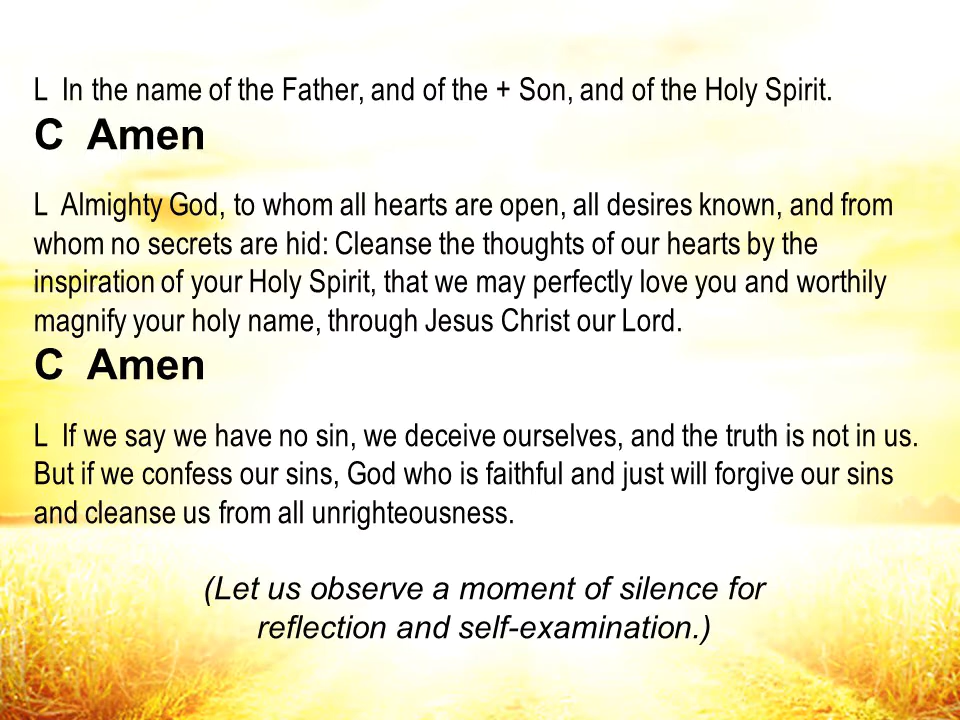 L In the name of the Father, and of the + Son, and of the Holy Spirit.
C Amen
L Almighty God, to whom all hearts are open, all desires known, and from
whom no secrets are hid: Cleanse the thoughts of our hearts by the
inspiration of your Holy Spirit, that we may perfectly love you and worthily
magnify your holy name, through Jesus Christ our Lord.
C Amen
L If we say we have no sin, we deceive ourselves, and the truth is not in us.
But if we confess our sins, God who is faithful and just will forgive our sins
and cleanse us from all unrighteousness.
(Let us observe a moment of silence for
reflection and self-examination.)